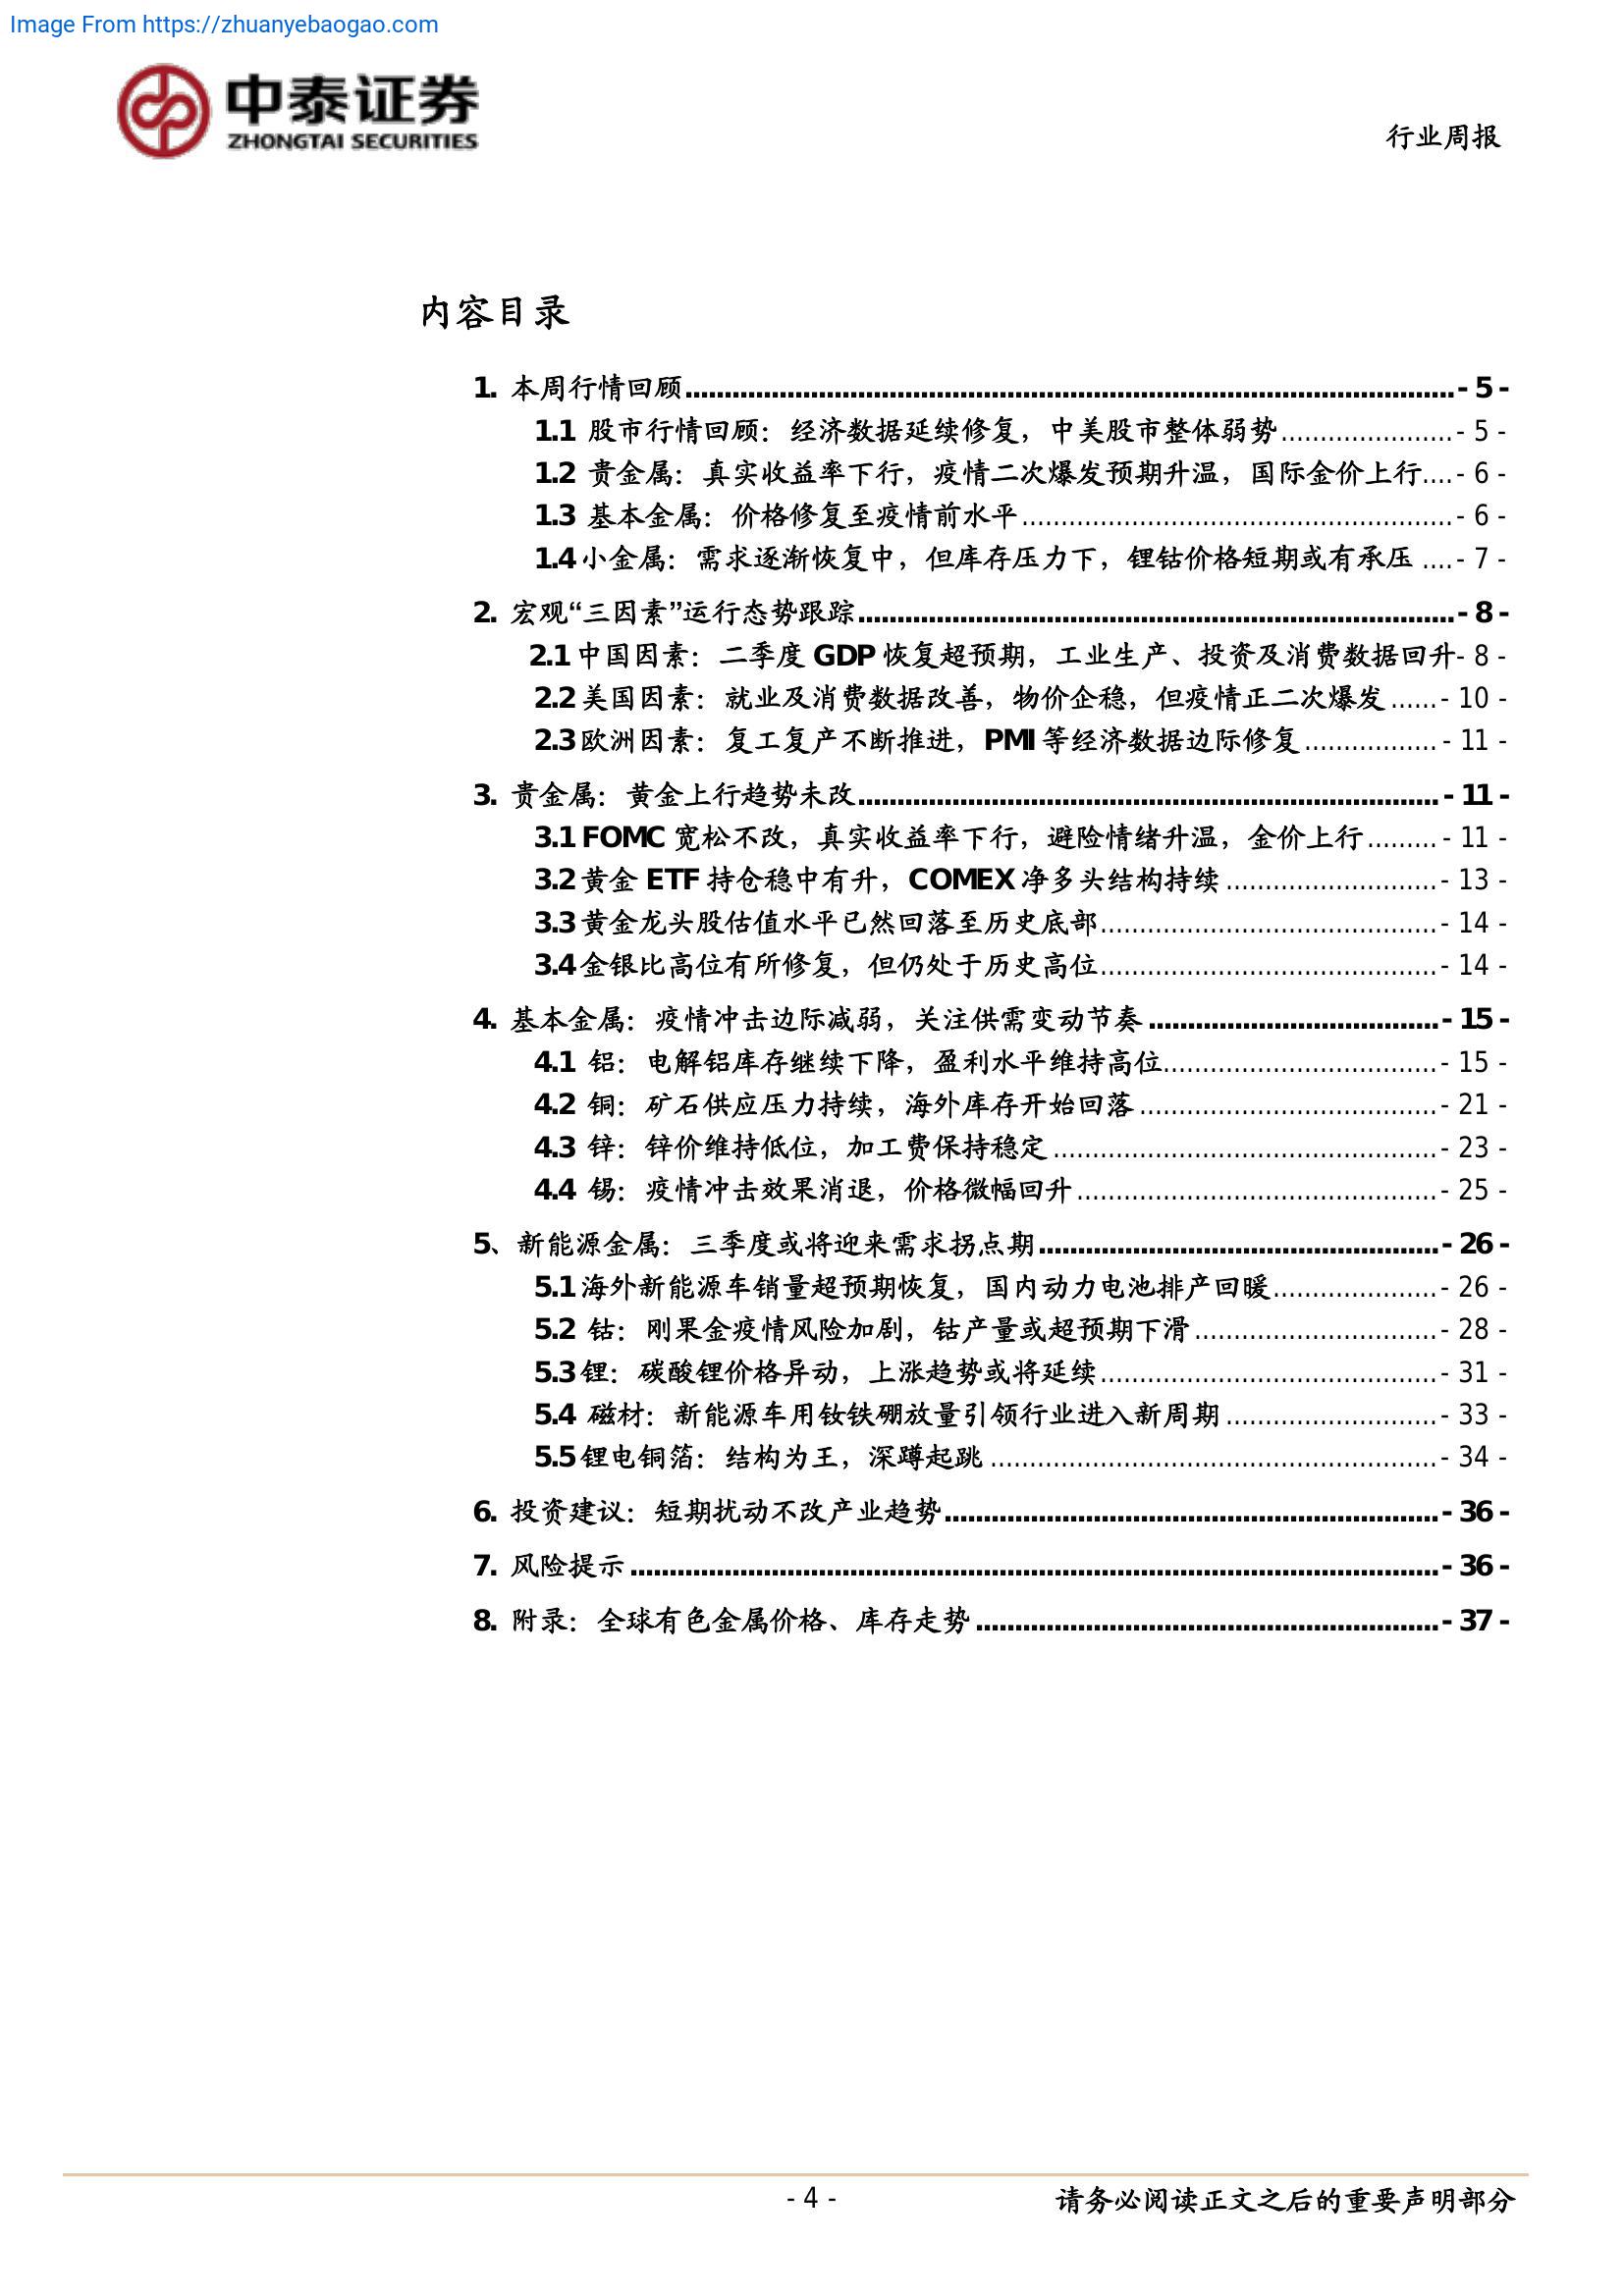 Image From https://zhuanyebaogao.com
中泰证券
ZHONGTAI SECURITIES
行业周报
内容目录
1. 本周行情回顾 - 5 -
1.1 股市行情回顾：经济数据延续修复，中美股市整体弱势 - 5 -
1.2 贵金属：真实收益率下行，疫情二次爆发预期升温，国际金价上行 - 6 -
1.3 基本金属：价格修复至疫情前水平 - 6 -
1.4 小金属：需求逐渐恢复中，但库存压力下，锂钴价格短期或有承压 - 7 -
2. 宏观“三因素”运行态势跟踪 - 8 -
2.1 中国因素：二季度 GDP 恢复超预期，工业生产、投资及消费数据回升 - 8 -
2.2 美国因素：就业及消费数据改善，物价企稳，但疫情正二次爆发 - 10 -
2.3 欧洲因素：复工复产不断推进，PMI 等经济数据边际修复 - 11 -
3. 贵金属：黄金上行趋势未改 - 11 -
3.1 FOMC 宽松不改，真实收益率下行，避险情绪升温，金价上行 - 11 -
3.2 黄金 ETF 持仓稳中有升，COMEX 净多头结构持续 - 13 -
3.3 黄金龙头股估值水平已然回落至历史底部 - 14 -
3.4 金银比高位有所修复，但仍处于历史高位 - 14 -
4. 基本金属：疫情冲击边际减弱，关注供需变动节奏 - 15 -
4.1 铝：电解铝库存继续下降，盈利水平维持高位 - 15 -
4.2 铜：矿石供应压力持续，海外库存开始回落 - 21 -
4.3 锌：锌价维持低位，加工费保持稳定 - 23 -
4.4 锡：疫情冲击效果消退，价格微幅回升 - 25 -
5、新能源金属：三季度或将迎来需求拐点期 - 26 -
5.1 海外新能源车销量超预期恢复，国内动力电池排产回暖 - 26 -
5.2 钴：刚果金疫情风险加剧，钴产量或超预期下滑 - 28 -
5.3 锂：碳酸锂价格异动，上涨趋势或将延续 - 31 -
5.4 磁材：新能源车用钕铁硼放量引领行业进入新周期 - 33 -
5.5 锂电铜箔：结构为王，深蹲起跳 - 34 -
6. 投资建议：短期扰动不改产业趋势 - 36 -
7. 风险提示 - 36 -
8. 附录：全球有色金属价格、库存走势 - 37 -
- 4 -
请务必阅读正文之后的重要声明部分